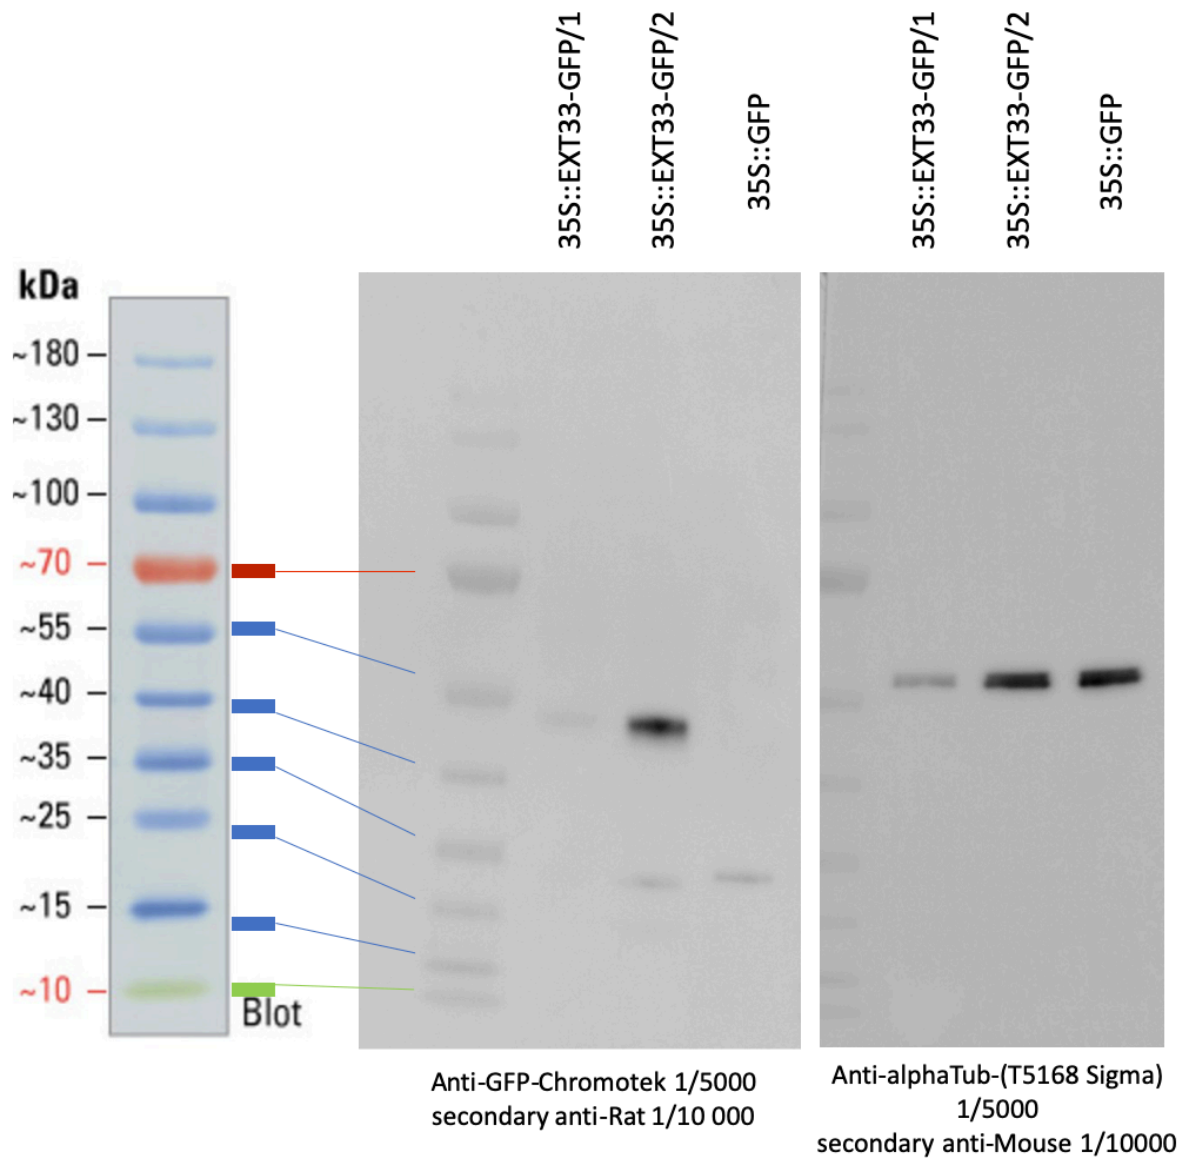 35S::EXT33-GFP/1
35S::EXT33-GFP/2
35S::GFP
35S::EXT33-GFP/1
35S::EXT33-GFP/2
35S::GFP
kDa
~180
~130
~100
~70
~55
~40
~35
~25
~15
~10
Blot
Anti-GFP-Chromotek 1/5000
secondary anti-Rat 1/10 000
Anti-alphaTub-(T5168 Sigma)
1/5000
secondary anti-Mouse 1/10000